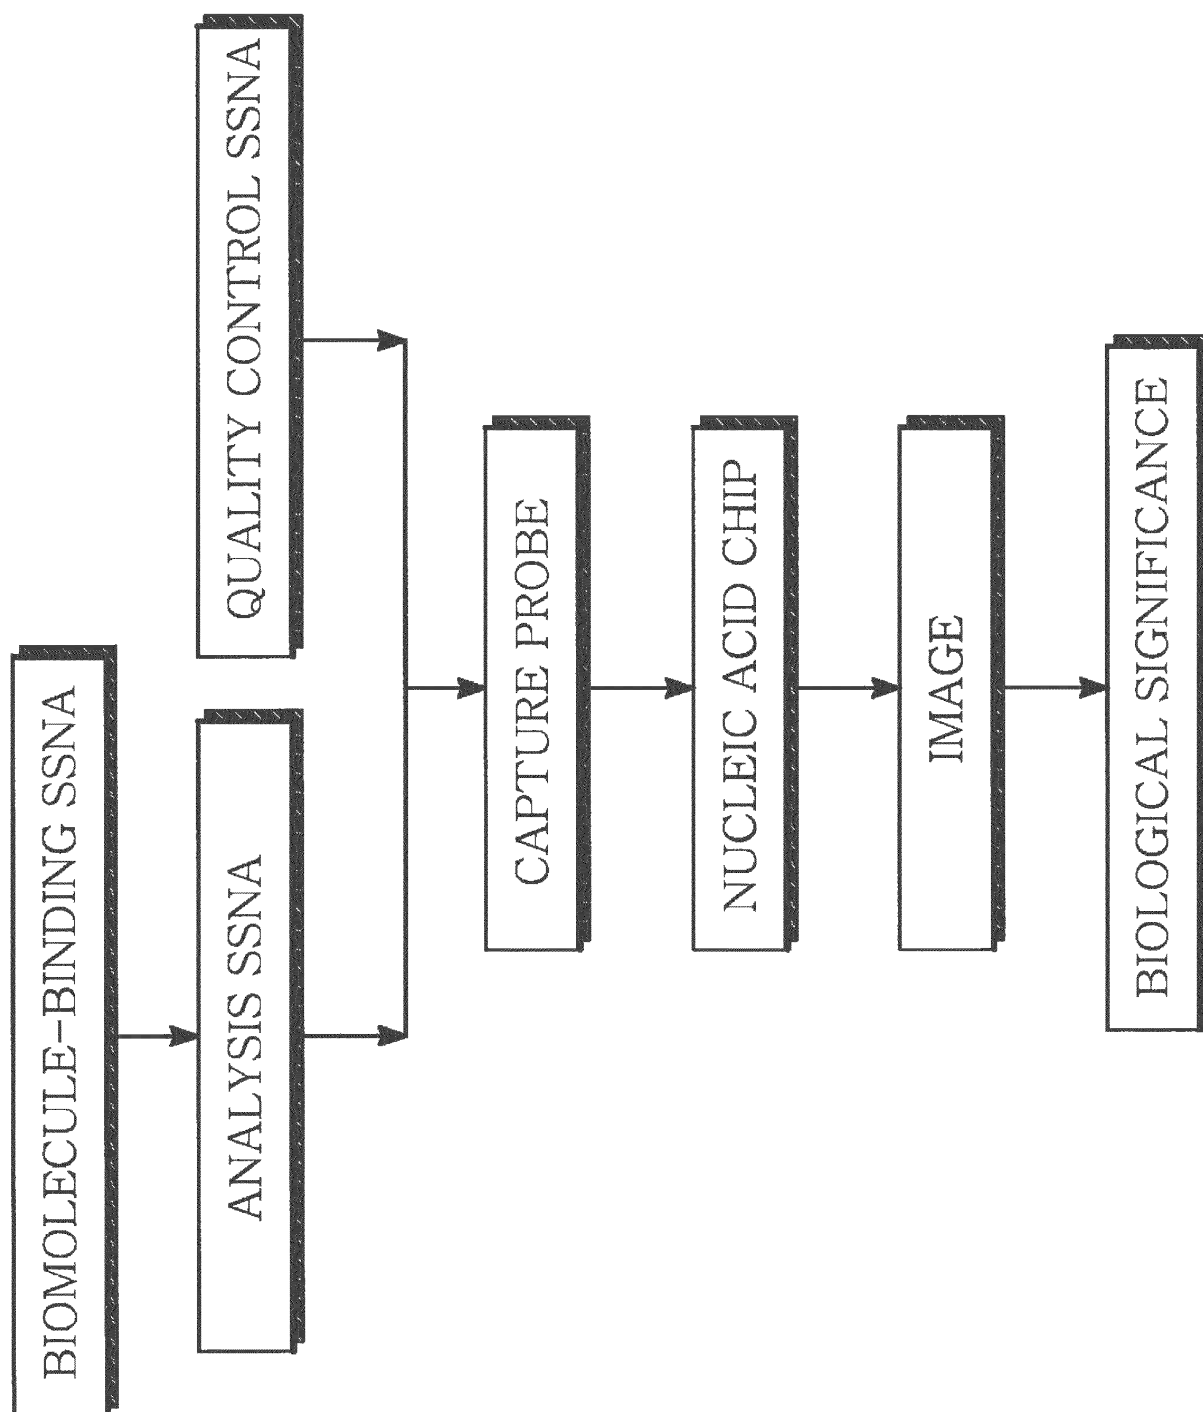 BIOMOLECULE-BINDING SSNA
ANALYSIS SSNA
QUALITY CONTROL SSNA
CAPTURE PROBE
NUCLEIC ACID CHIP
IMAGE
BIOLOGICAL SIGNIFICANCE